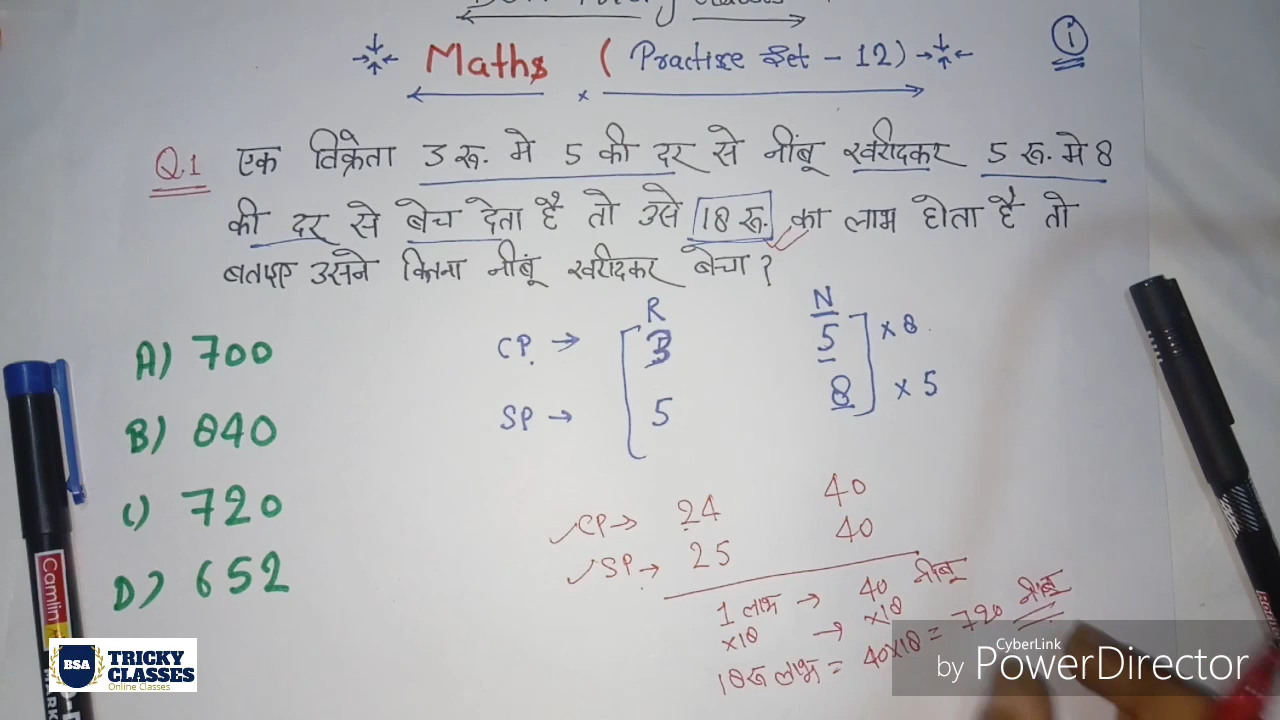 Maths ( Practise Set - 12)
i
Q.1 एक विक्रेता 3 रू. मे 5 की दर से नींबू खरीदकर 5 रू. मे 8
की दर से बेच देता है तो उसे 18 रू. का लाभ होता है तो
बताए उसने कितना नींबू खरीदकर बेचा ?
R N
CP. → 3 5 × 8
SP → 5 8 × 5
A) 700
B) 840
C) 720
D) 652
CP → 24 40
SP → 25 40
1 लाभ → 40 नींबू
×18 → ×18
18रू लाभ = 40×18 = 720 नींबू
BSA TRICKY CLASSES
Online Classes
CyberLink
by PowerDirector
Camlin